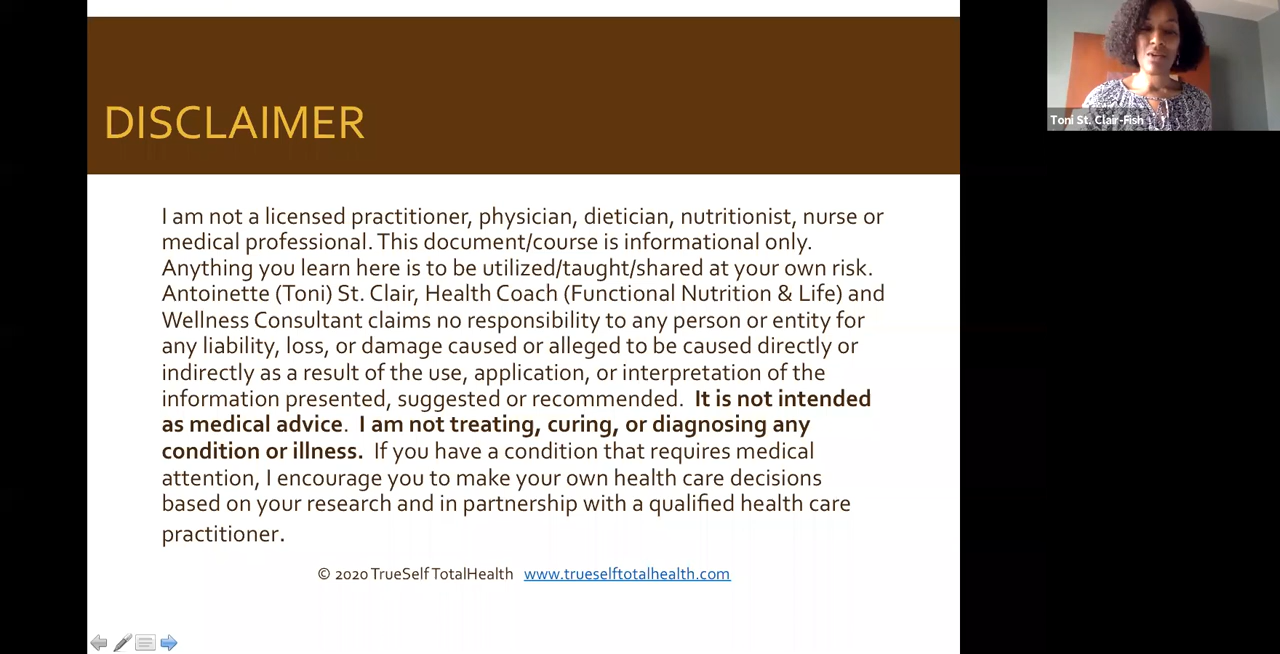 DISCLAIMER
I am not a licensed practitioner, physician, dietician, nutritionist, nurse or
medical professional. This document/course is informational only.
Anything you learn here is to be utilized/taught/shared at your own risk.
Antoinette (Toni) St. Clair, Health Coach (Functional Nutrition & Life) and
Wellness Consultant claims no responsibility to any person or entity for
any liability, loss, or damage caused or alleged to be caused directly or
indirectly as a result of the use, application, or interpretation of the
information presented, suggested or recommended. It is not intended
as medical advice. I am not treating, curing, or diagnosing any
condition or illness. If you have a condition that requires medical
attention, I encourage you to make your own health care decisions
based on your research and in partnership with a qualified health care
practitioner.
© 2020 TrueSelf TotalHealth www.trueselftotalhealth.com
Toni St. Clair-Fish